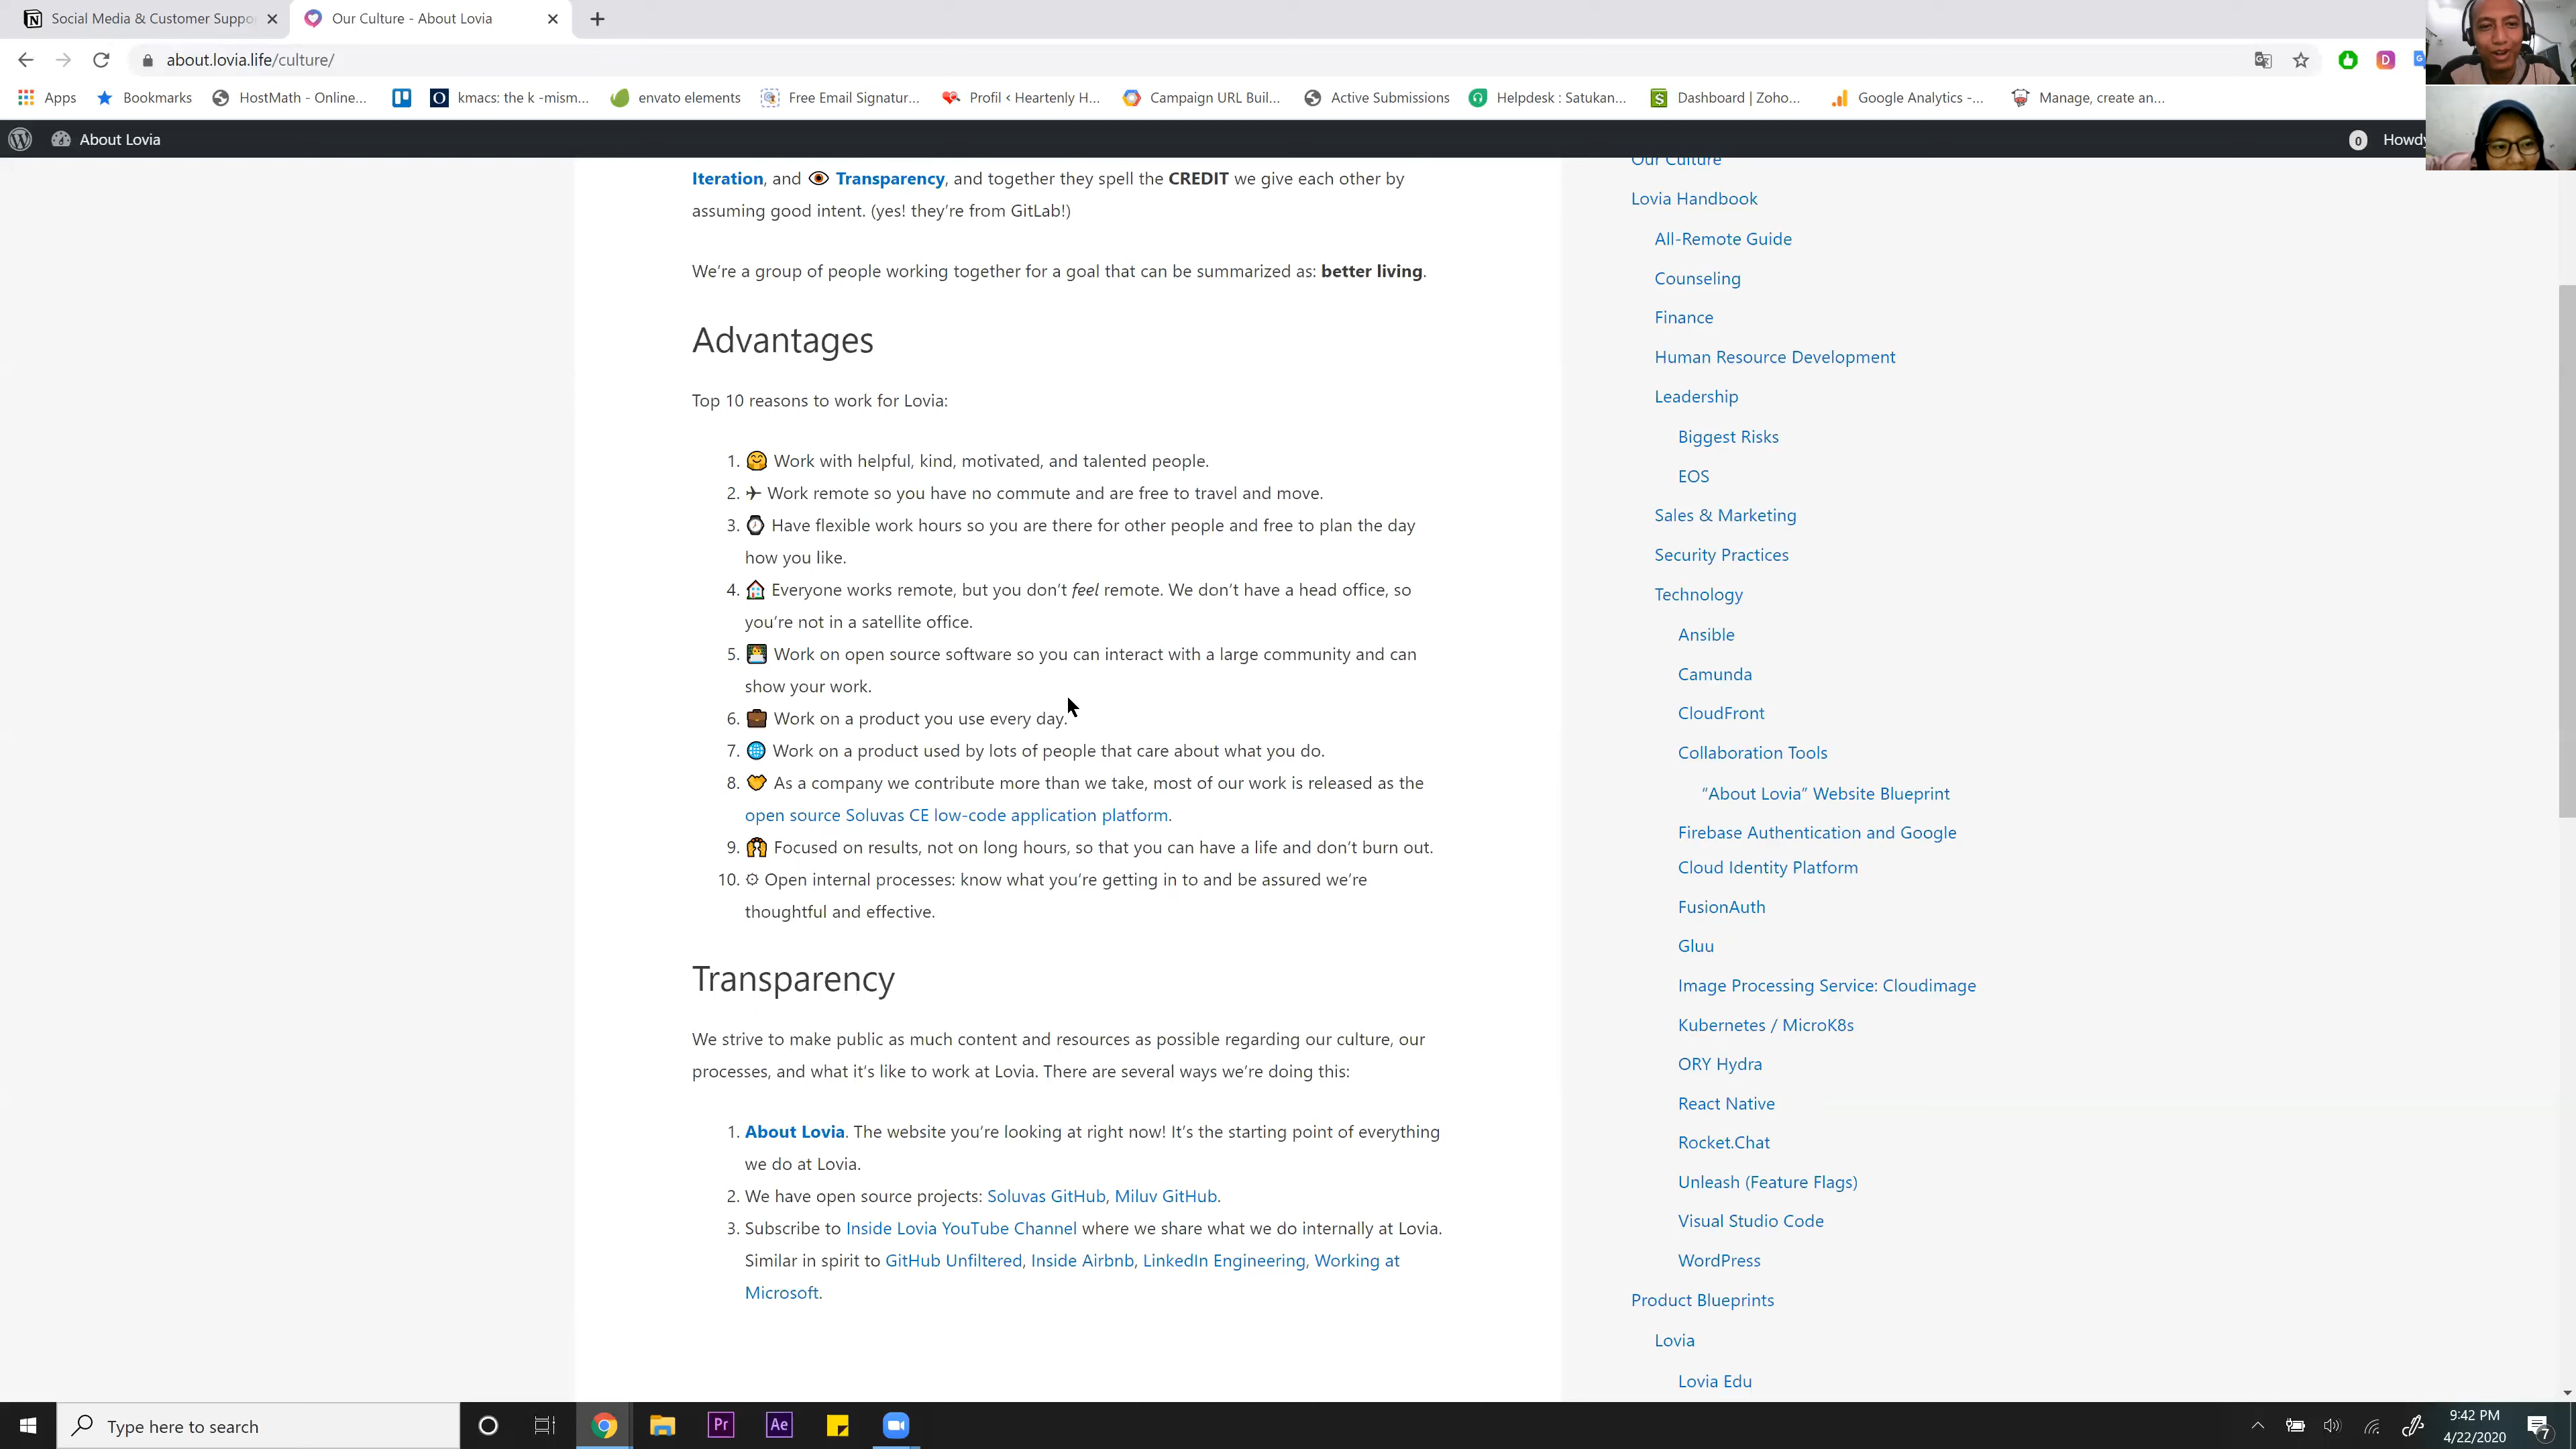 Social Media & Customer Suppo
Our Culture - About Lovia
about.lovia.life/culture/
Apps
Bookmarks
HostMath - Online...
kmacs: the k -mism...
envato elements
Free Email Signatur...
Profil ‹ Heartenly H...
Campaign URL Buil...
Active Submissions
Helpdesk : Satukan...
Dashboard | Zoho...
Google Analytics -...
Manage, create an...
About Lovia
0
Howdy
Iteration, and 👁 Transparency, and together they spell the CREDIT we give each other by
assuming good intent. (yes! they're from GitLab!)
We're a group of people working together for a goal that can be summarized as: better living.
Advantages
Top 10 reasons to work for Lovia:
1. 🤗 Work with helpful, kind, motivated, and talented people.
2. ✈ Work remote so you have no commute and are free to travel and move.
3. ⌚ Have flexible work hours so you are there for other people and free to plan the day
how you like.
4. 🏠 Everyone works remote, but you don't feel remote. We don't have a head office, so
you're not in a satellite office.
5. 👨‍💻 Work on open source software so you can interact with a large community and can
show your work.
6. 💼 Work on a product you use every day.
7. 🌐 Work on a product used by lots of people that care about what you do.
8. 🤝 As a company we contribute more than we take, most of our work is released as the
open source Soluvas CE low-code application platform.
9. 🙌 Focused on results, not on long hours, so that you can have a life and don't burn out.
10. ⚙ Open internal processes: know what you're getting in to and be assured we're
thoughtful and effective.
Transparency
We strive to make public as much content and resources as possible regarding our culture, our
processes, and what it's like to work at Lovia. There are several ways we're doing this:
1. About Lovia. The website you're looking at right now! It's the starting point of everything
we do at Lovia.
2. We have open source projects: Soluvas GitHub, Miluv GitHub.
3. Subscribe to Inside Lovia YouTube Channel where we share what we do internally at Lovia.
Similar in spirit to GitHub Unfiltered, Inside Airbnb, LinkedIn Engineering, Working at
Microsoft.
Our Culture
Lovia Handbook
All-Remote Guide
Counseling
Finance
Human Resource Development
Leadership
Biggest Risks
EOS
Sales & Marketing
Security Practices
Technology
Ansible
Camunda
CloudFront
Collaboration Tools
“About Lovia” Website Blueprint
Firebase Authentication and Google
Cloud Identity Platform
FusionAuth
Gluu
Image Processing Service: Cloudimage
Kubernetes / MicroK8s
ORY Hydra
React Native
Rocket.Chat
Unleash (Feature Flags)
Visual Studio Code
WordPress
Product Blueprints
Lovia
Lovia Edu
Type here to search
Pr
Ae
9:42 PM
4/22/2020
7